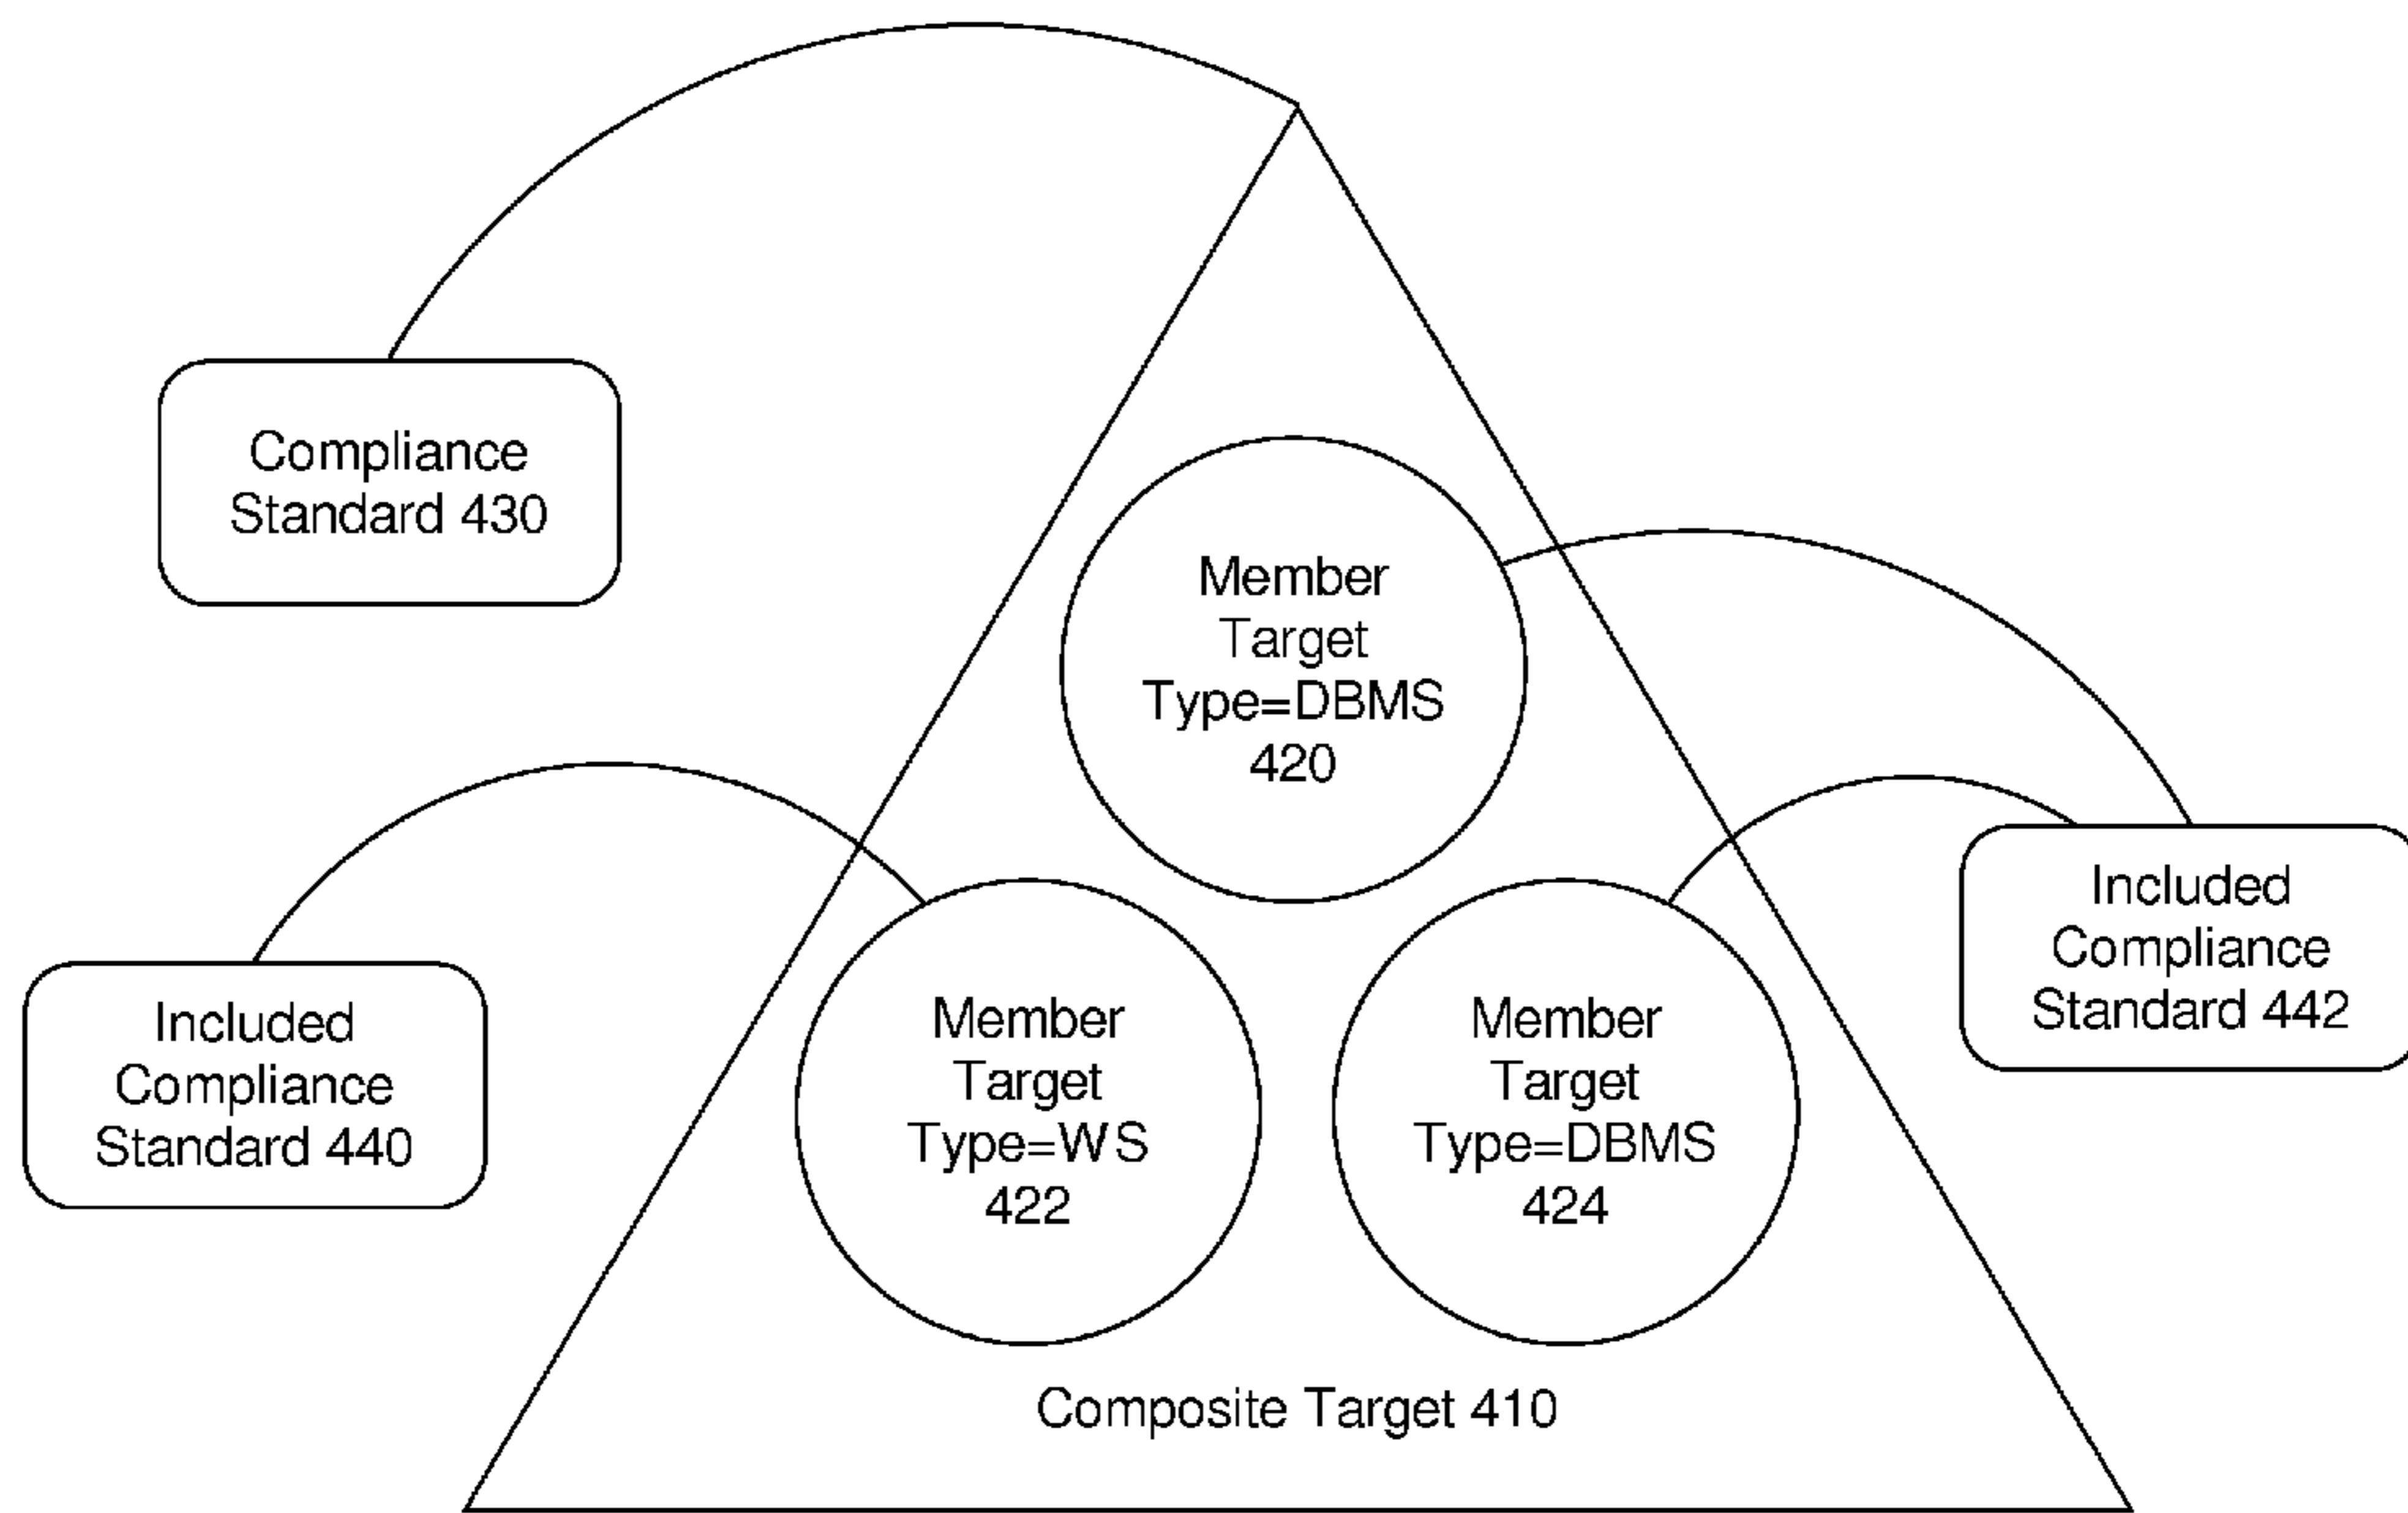 Compliance
Standard 430
Member
Target
Type=DBMS
420
Included
Compliance
Standard 442
Included
Compliance
Standard 440
Member
Target
Type=WS
422
Member
Target
Type=DBMS
424
Composite Target 410